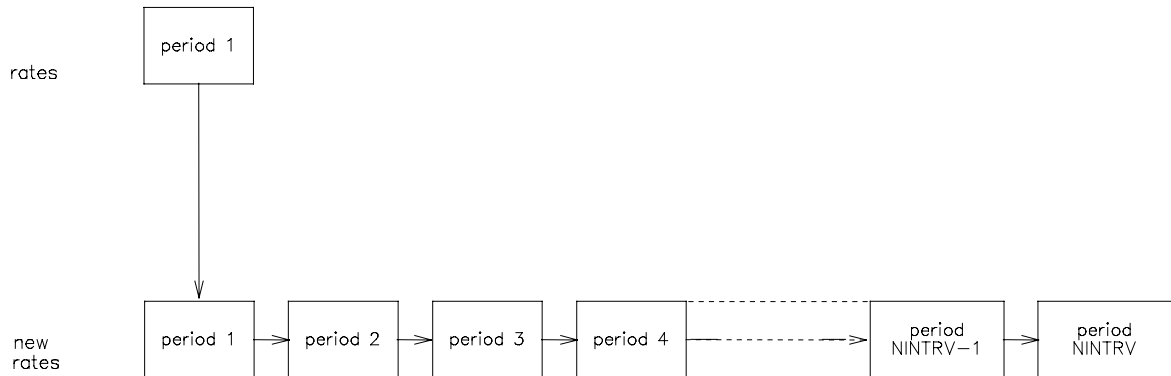 period 1
rates
period 1
period 2
period 3
period 4
period
NINTRV-1
period
NINTRV
new
rates